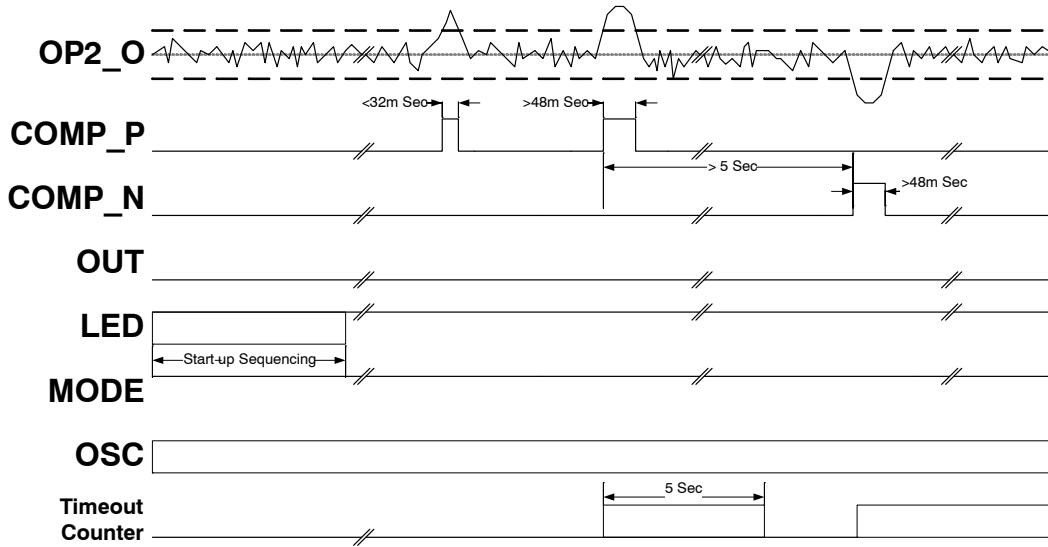 OP2_O
<32m Sec
>48m Sec
COMP_P
> 5 Sec
COMP_N
>48m Sec
OUT
LED
Start-up Sequencing
MODE
OSC
5 Sec
Timeout
Counter